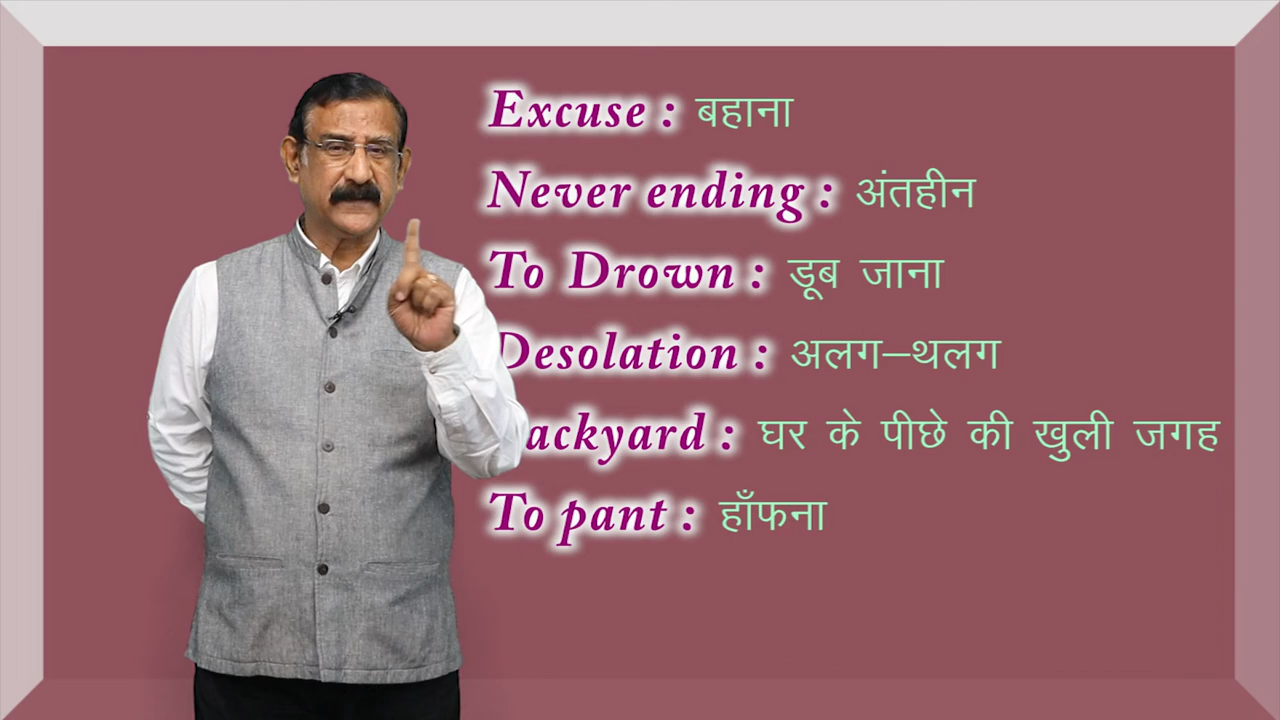 Excuse : बहाना
Never ending : अंतहीन
To Drown : डूब जाना
Desolation : अलग–थलग
ackyard : घर के पीछे की खुली जगह
To pant : हाँफना